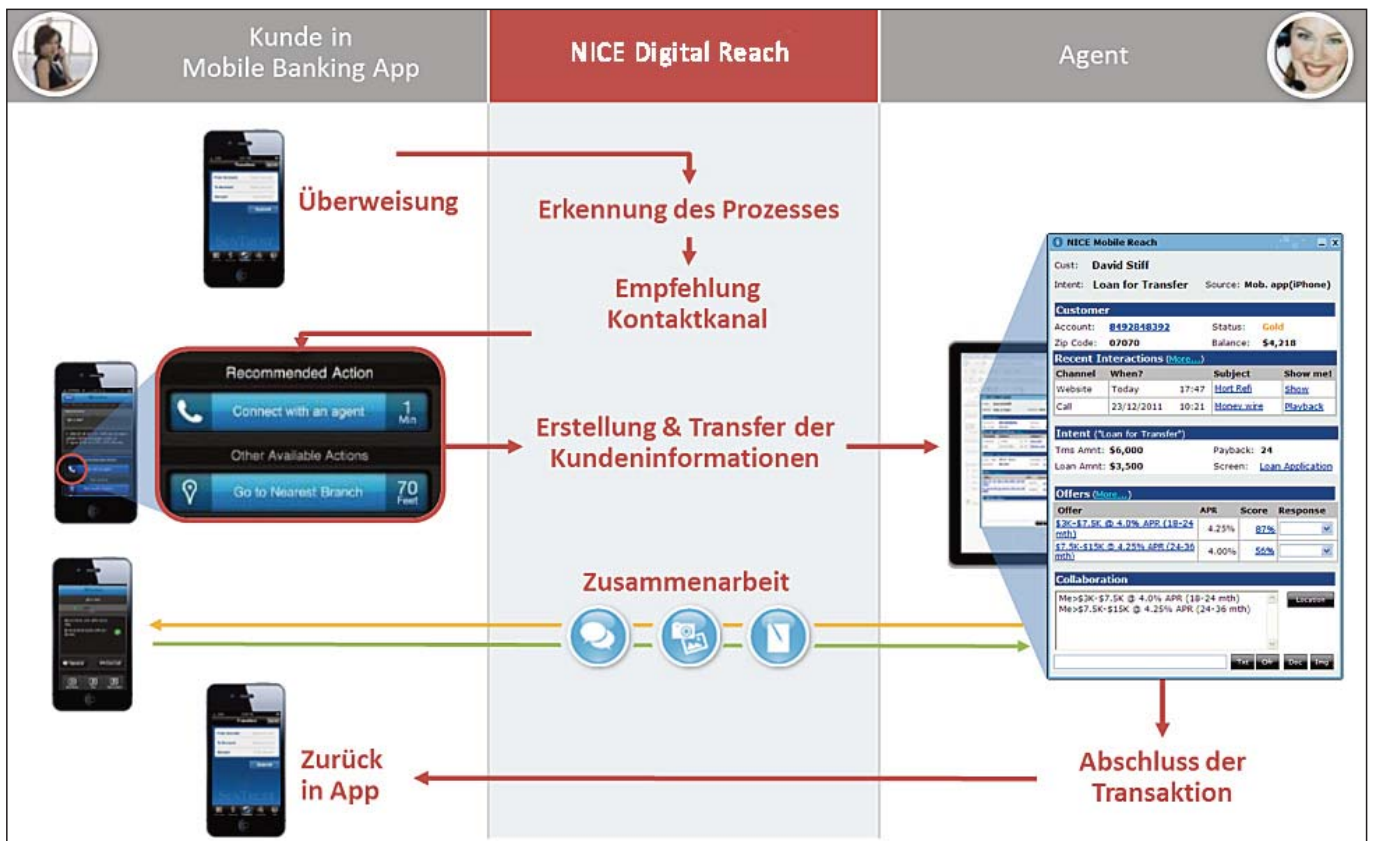 Kunde in
Mobile Banking App
NICE Digital Reach
Agent
Überweisung
Erkennung des Prozesses
Empfehlung
Kontaktkanal
Recommended Action
Connect with an agent
1
Min
Other Available Actions
Go to Nearest Branch
70
Feet
Erstellung & Transfer der
Kundeninformationen
NICE Mobile Reach
Cust: David Stiff
Intent: Loan for Transfer Source: Mob. app(iPhone)
Customer
Account: 8492848392 Status: Gold
Zip Code: 07070 Balance: $4,218
Recent Interactions (More...)
Channel When? Subject Show me!
Website Today 17:47 Mort Refi Show
Call 23/12/2011 10:21 Money wire Playback
Intent ("Loan for Transfer")
Trns Amnt: $6,000 Payback: 24
Loan Amnt: $3,500 Screen: Loan Application
Offers (More...)
Offer APR Score Response
$3K-$7.5K @ 4.0% APR (18-24
mth) 4.25% 87%
$7.5K-$15K @ 4.25% APR (24-36
mth) 4.00% 56%
Collaboration
Me>$3K-$7.5K @ 4.0% APR (18-24 mth)
Me>$7.5K-$15K @ 4.25% APR (24-36 mth)
Location
Txt Ofr Doc Img
Zusammenarbeit
Zurück
in App
Abschluss der
Transaktion